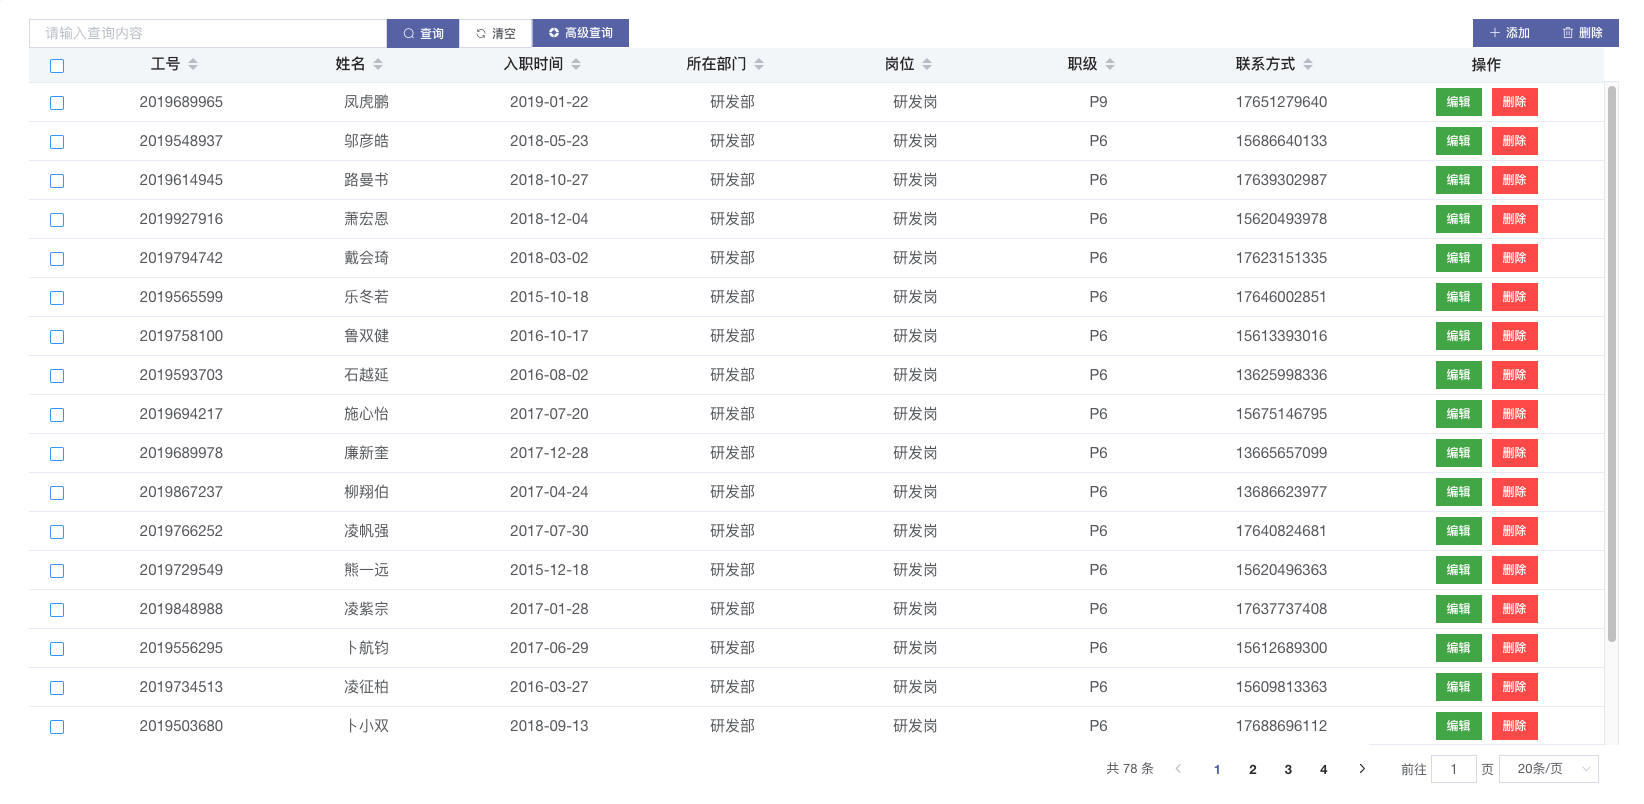 请输入查询内容 查询 清空 高级查询 添加 删除
工号 姓名 入职时间 所在部门 岗位 职级 联系方式 操作
2019689965 凤虎鹏 2019-01-22 研发部 研发岗 P9 17651279640 编辑 删除
2019548937 邬彦皓 2018-05-23 研发部 研发岗 P6 15686640133 编辑 删除
2019614945 路曼书 2018-10-27 研发部 研发岗 P6 17639302987 编辑 删除
2019927916 萧宏恩 2018-12-04 研发部 研发岗 P6 15620493978 编辑 删除
2019794742 戴会琦 2018-03-02 研发部 研发岗 P6 17623151335 编辑 删除
2019565599 乐冬若 2015-10-18 研发部 研发岗 P6 17646002851 编辑 删除
2019758100 鲁双健 2016-10-17 研发部 研发岗 P6 15613393016 编辑 删除
2019593703 石越延 2016-08-02 研发部 研发岗 P6 13625998336 编辑 删除
2019694217 施心怡 2017-07-20 研发部 研发岗 P6 15675146795 编辑 删除
2019689978 廉新奎 2017-12-28 研发部 研发岗 P6 13665657099 编辑 删除
2019867237 柳翔伯 2017-04-24 研发部 研发岗 P6 13686623977 编辑 删除
2019766252 凌帆强 2017-07-30 研发部 研发岗 P6 17640824681 编辑 删除
2019729549 熊一远 2015-12-18 研发部 研发岗 P6 15620496363 编辑 删除
2019848988 凌紫宗 2017-01-28 研发部 研发岗 P6 17637737408 编辑 删除
2019556295 卜航钧 2017-06-29 研发部 研发岗 P6 15612689300 编辑 删除
2019734513 凌征柏 2016-03-27 研发部 研发岗 P6 15609813363 编辑 删除
2019503680 卜小双 2018-09-13 研发部 研发岗 P6 17688696112 编辑 删除
共 78 条 1 2 3 4 前往 1 页 20条/页